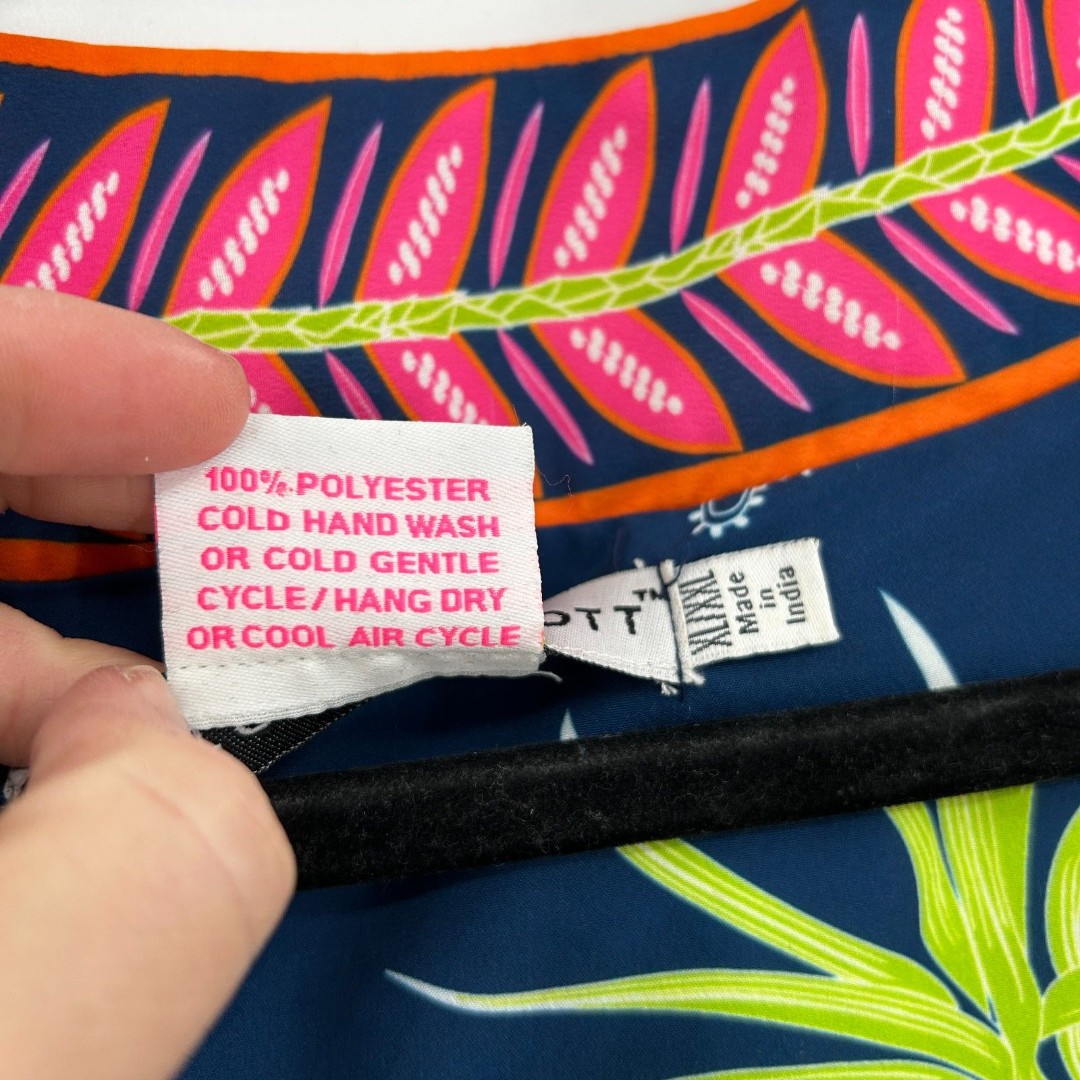 100% POLYESTER
COLD HAND WASH
OR COLD GENTLE
CYCLE/HANG DRY
OR COOL AIR CYCLE
OTT™
XL/XXL
Made
in
India